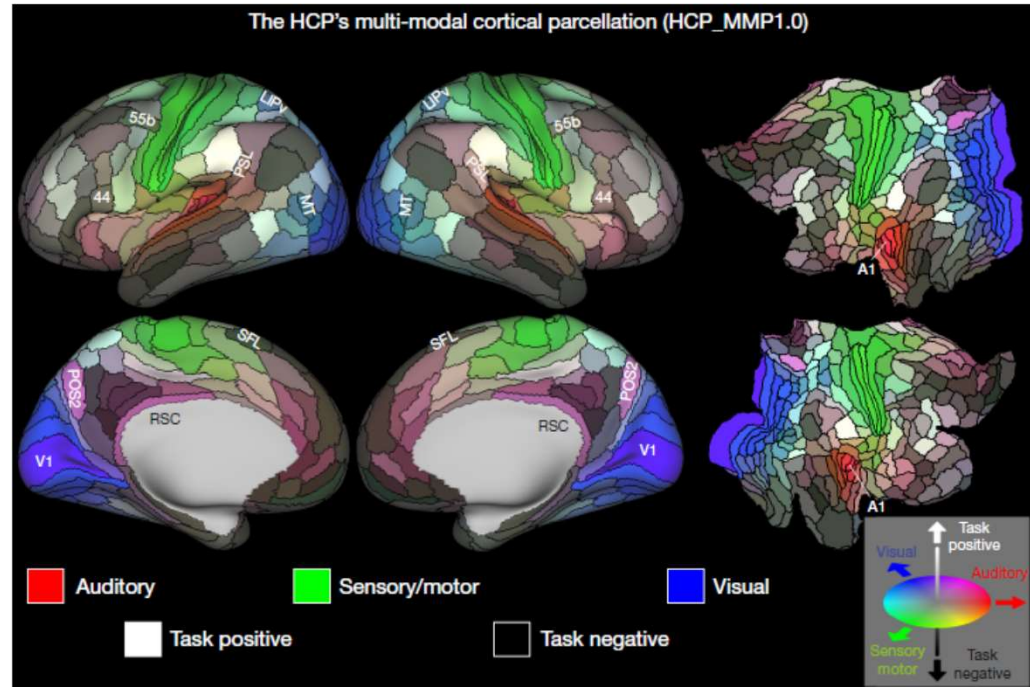 The HCP's multi-modal cortical parcellation (HCP_MMP1.0)
55b
LIPv
PSL
44
MT
LIPv
55b
PSL
MT
44
A1
SFL
POS2
RSC
V1
SFL
POS2
RSC
V1
A1
Auditory
Sensory/motor
Visual
Task positive
Task negative
Task
positive
Visual
Auditory
Sensory
motor
Task
negative